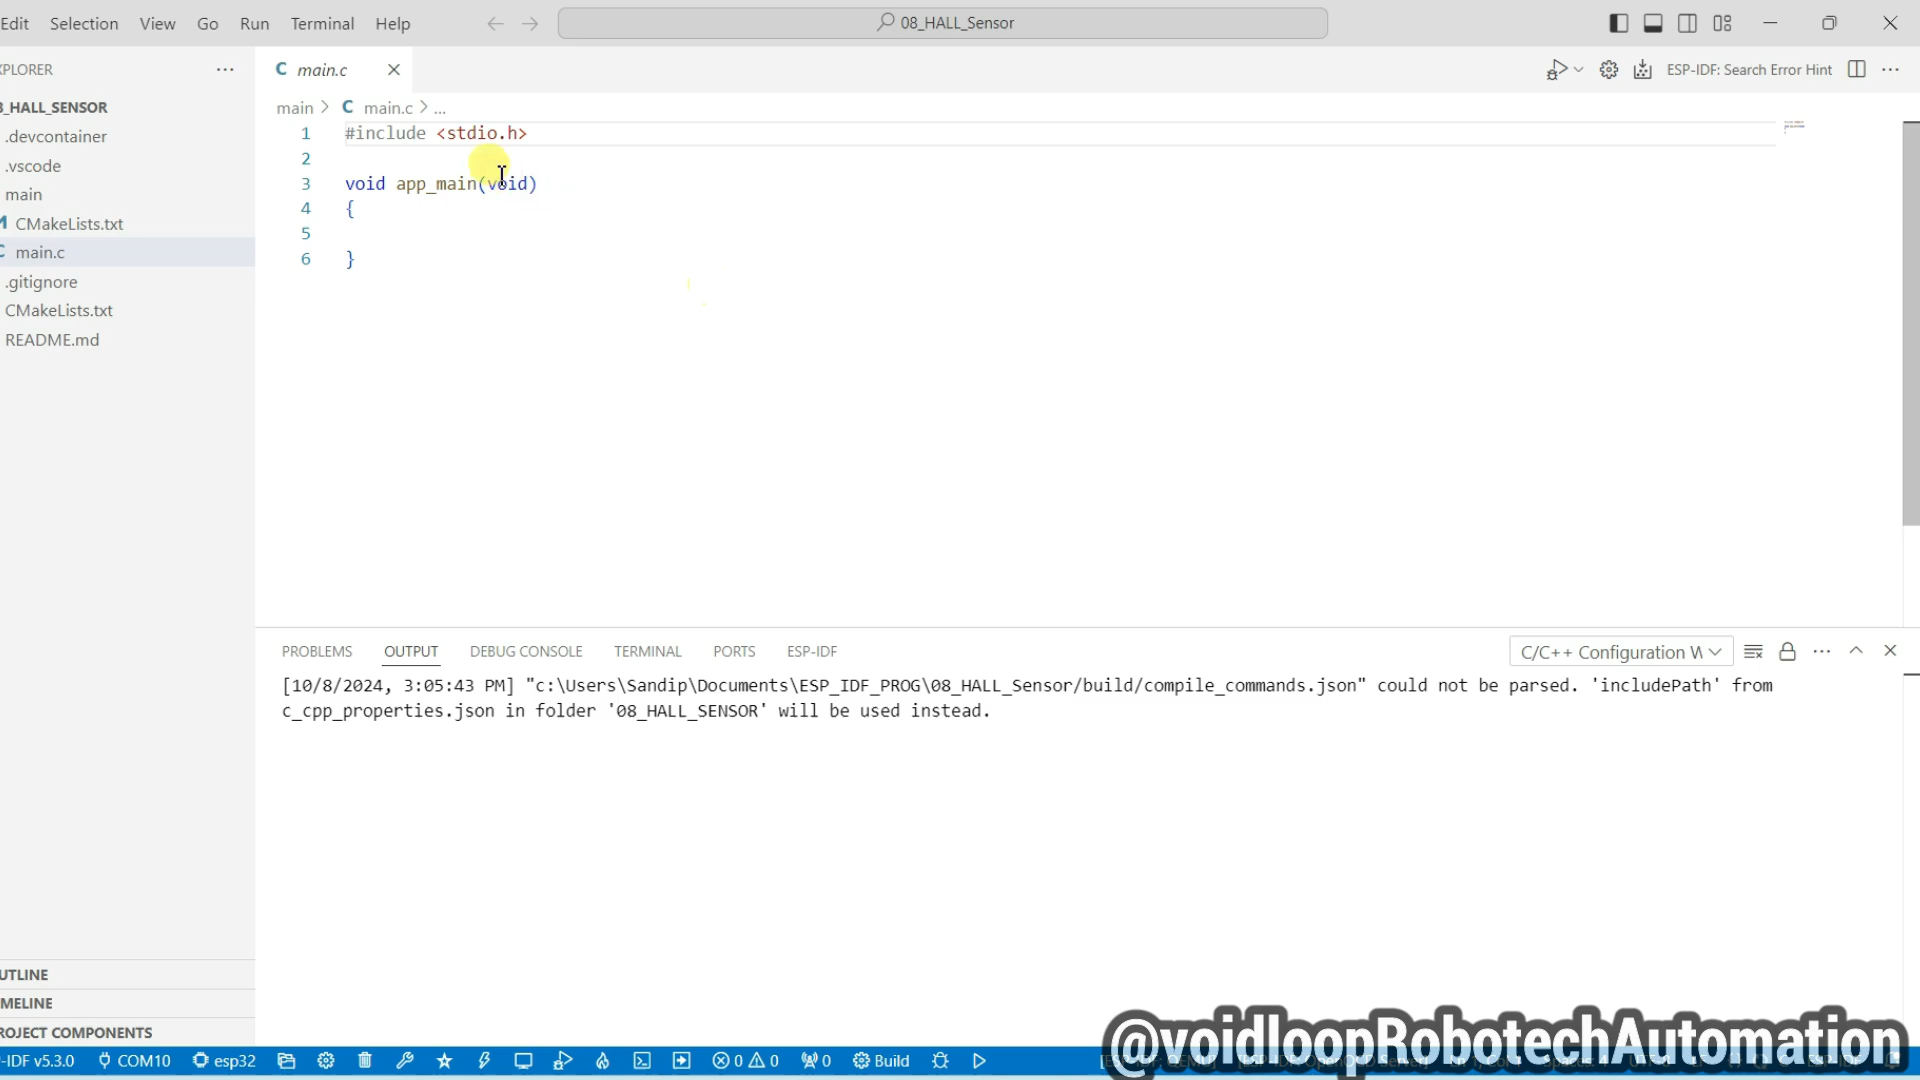 Edit Selection View Go Run Terminal Help
08_HALL_Sensor
XPLORER
main.c
ESP-IDF: Search Error Hint
8_HALL_SENSOR
main > C main.c > ...
.devcontainer
.vscode
main
CMakeLists.txt
main.c
.gitignore
CMakeLists.txt
README.md
1 #include <stdio.h>
2
3 void app_main(void)
4 {
5
6 }
PROBLEMS OUTPUT DEBUG CONSOLE TERMINAL PORTS ESP-IDF
C/C++ Configuration W
[10/8/2024, 3:05:43 PM] "c:\Users\Sandip\Documents\ESP_IDF_PROG\08_HALL_Sensor/build/compile_commands.json" could not be parsed. 'includePath' from
c_cpp_properties.json in folder '08_HALL_SENSOR' will be used instead.
UTLINE
MELINE
ROJECT COMPONENTS
@voidloopRobotechAutomation
-IDF v5.3.0 COM10 esp32 0 0 0 Build